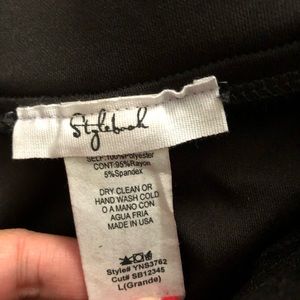 Stylebook
SELF:100%Polyester
CONT:95%Rayon
5%Spandex
DRY CLEAN OR
HAND WASH COLD
O A MANO CON
AGUA FRIA
MADE IN USA
Style# YNS3762
Cut# SB12345
L(Grande)